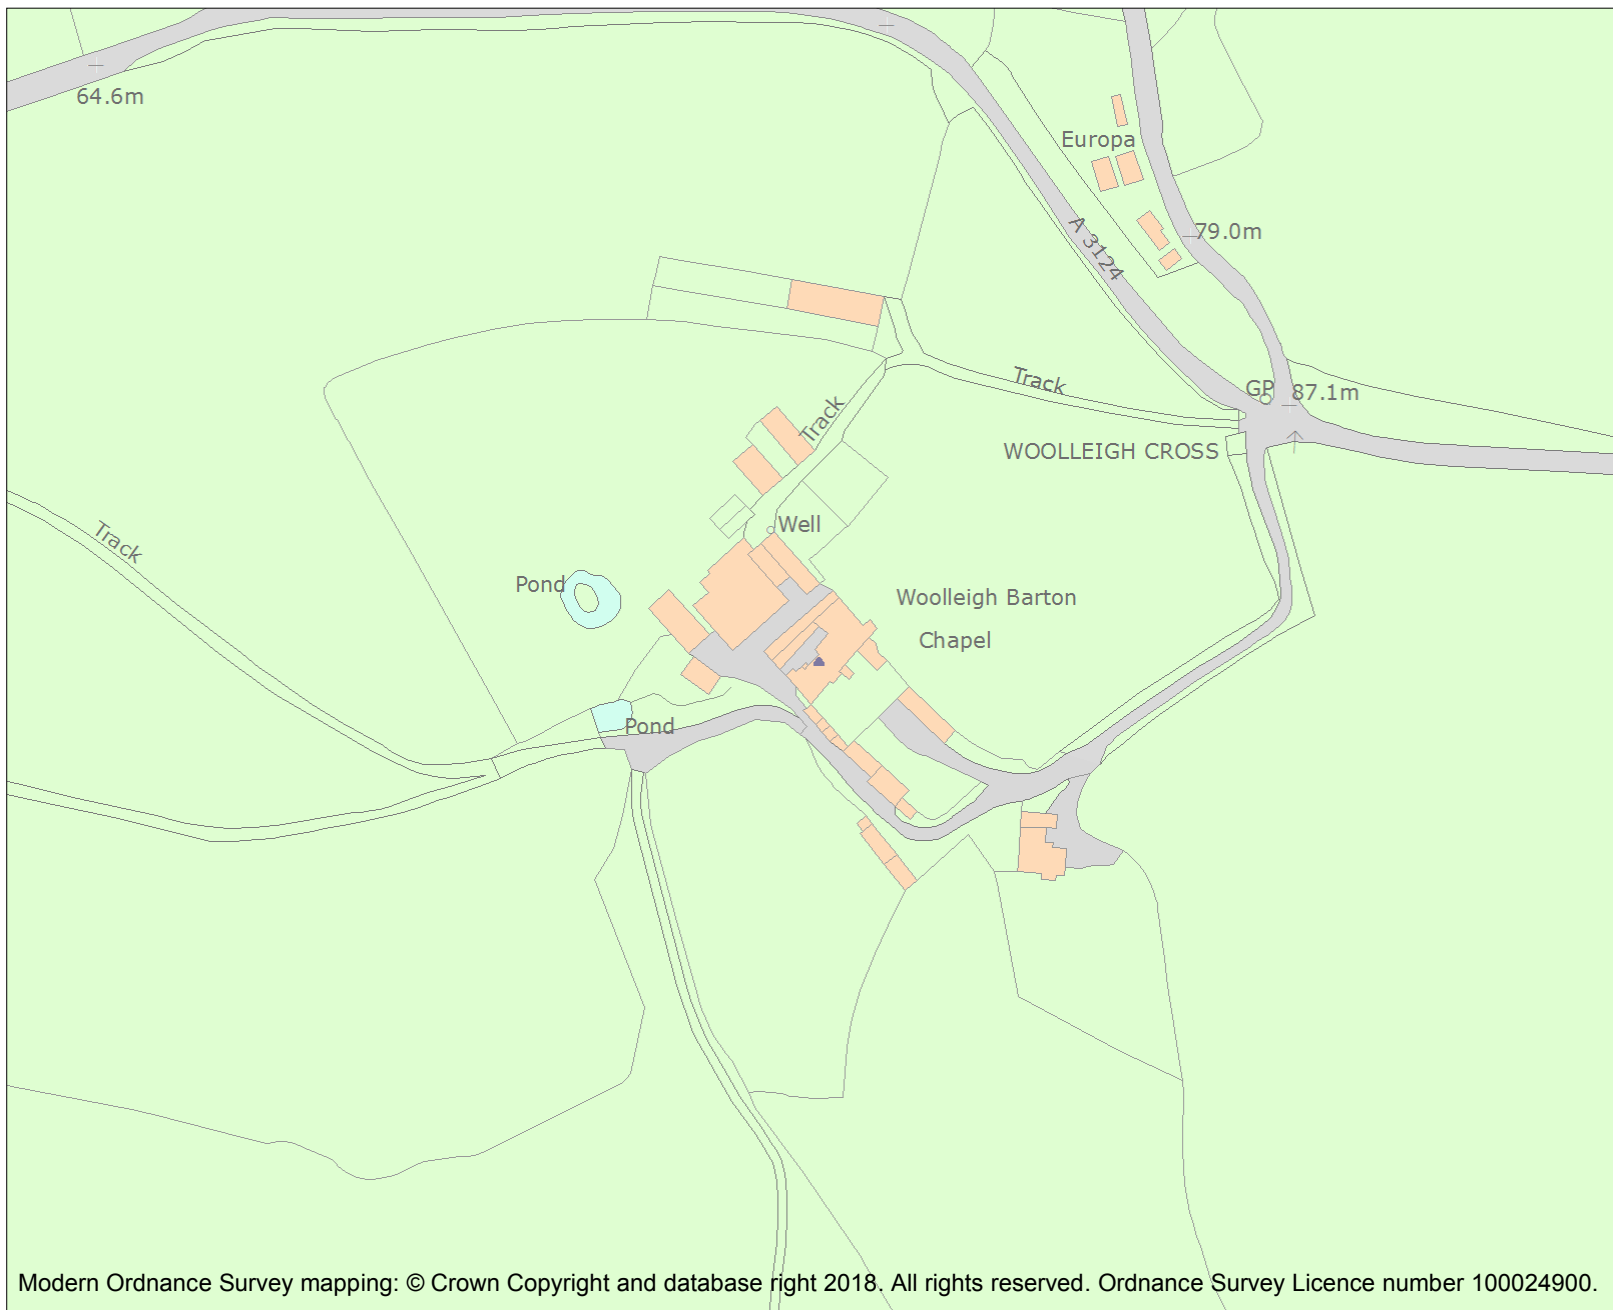 64.6m
Europa
A 3124
79.0m
Track
GP
87.1m
Track
WOOLLEIGH CROSS
Track
Well
Pond
Woolleigh Barton
Chapel
Pond
Modern Ordnance Survey mapping: © Crown Copyright and database right 2018. All rights reserved. Ordnance Survey Licence number 100024900.